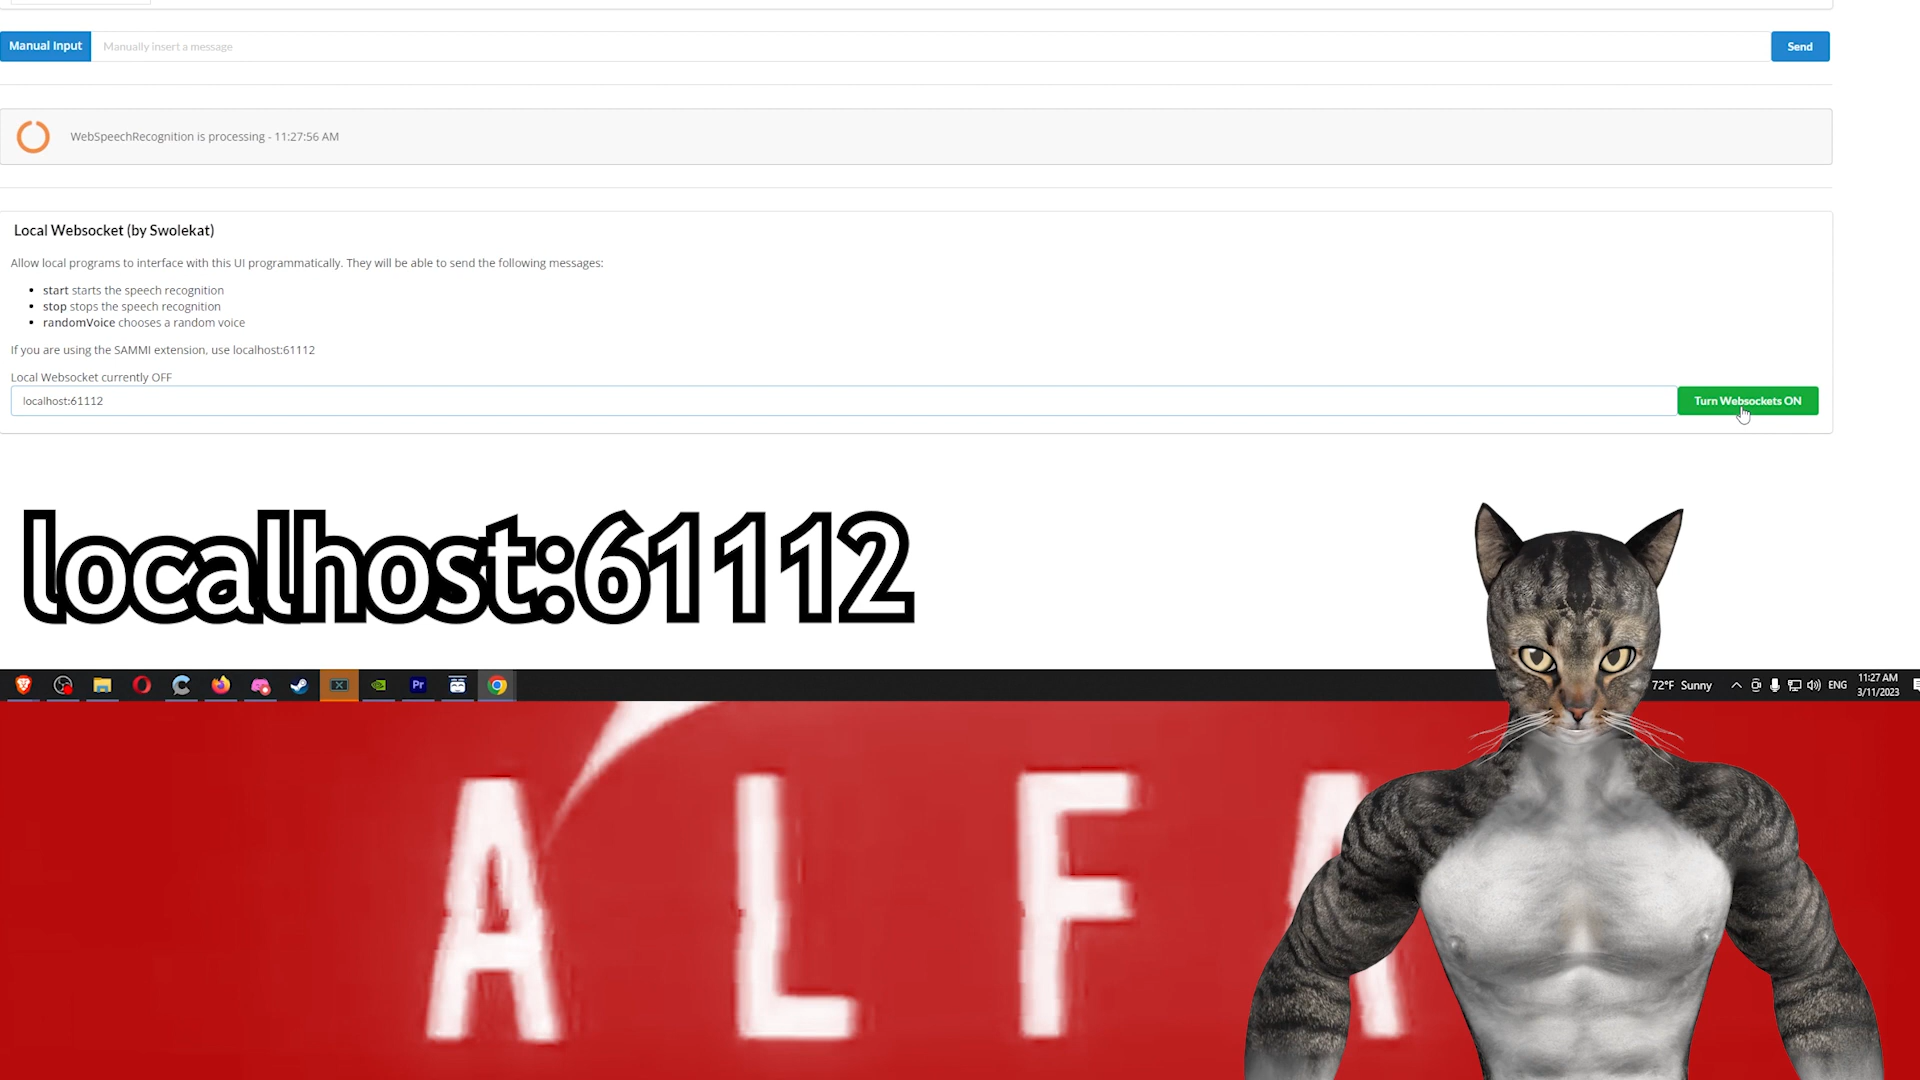 Manual Input
Manually insert a message
Send
WebSpeechRecognition is processing - 11:27:56 AM
Local Websocket (by Swolekat)
Allow local programs to interface with this UI programmatically. They will be able to send the following messages:
start starts the speech recognition
stop stops the speech recognition
randomVoice chooses a random voice
If you are using the SAMMI extension, use localhost:61112
Local Websocket currently OFF
localhost:61112
Turn Websockets ON
localhost:61112
Pr
72°F Sunny
ENG
11:27 AM
3/11/2023
ALFA